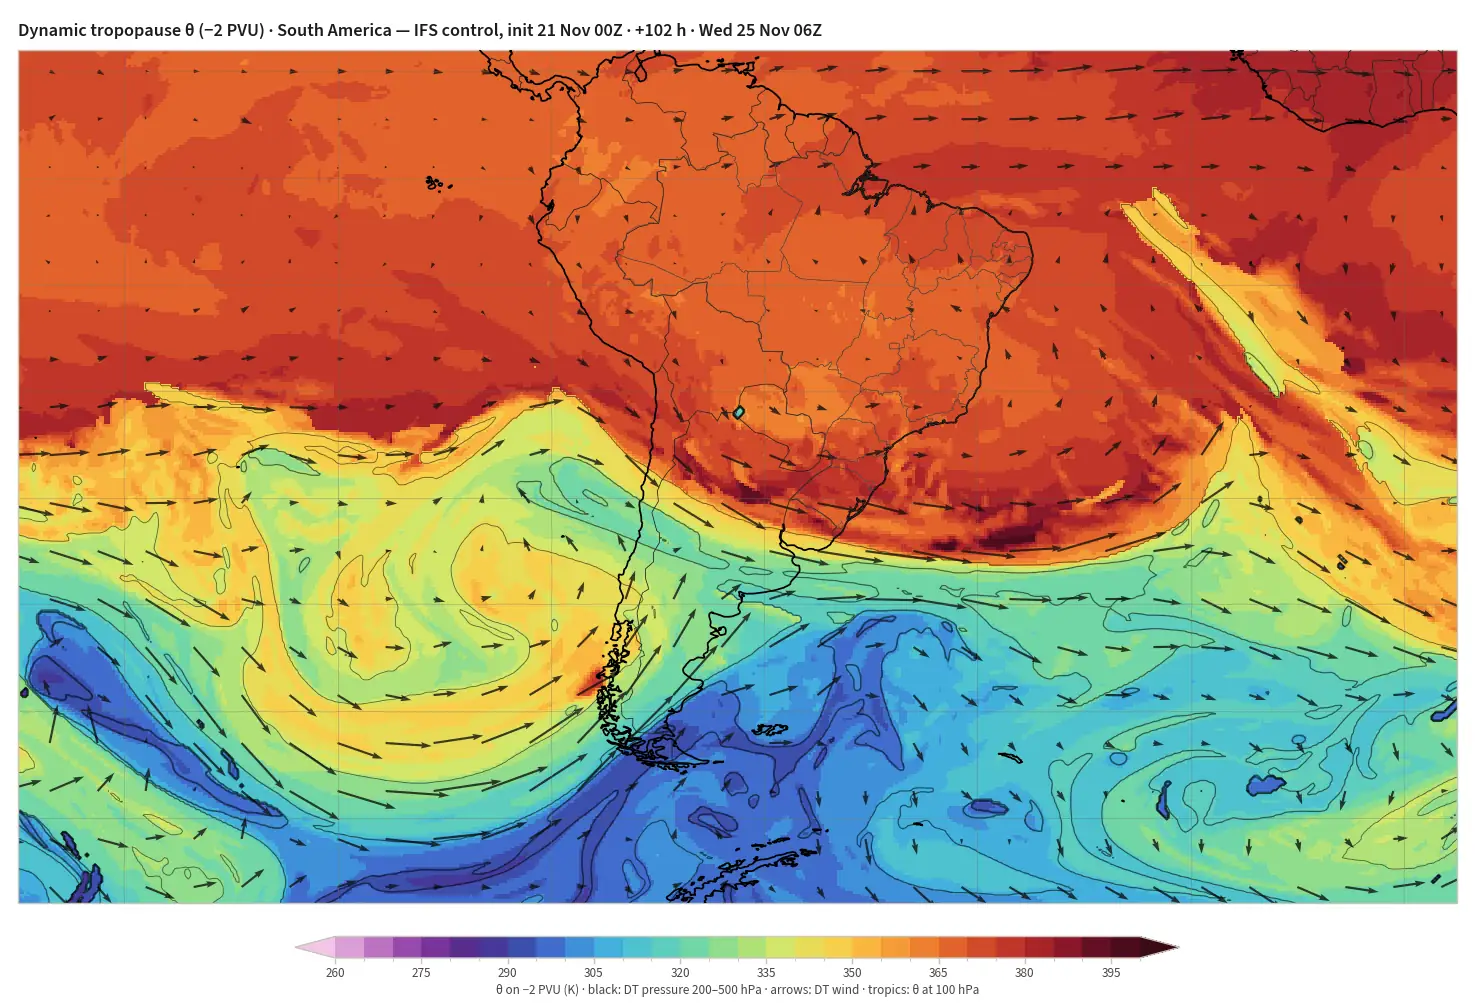 Dynamic tropopause θ (−2 PVU) · South America — IFS control, init 21 Nov 00Z · +102 h · Wed 25 Nov 06Z
260 275 290 305 320 335 350 365 380 395
θ on −2 PVU (K) · black: DT pressure 200–500 hPa · arrows: DT wind · tropics: θ at 100 hPa